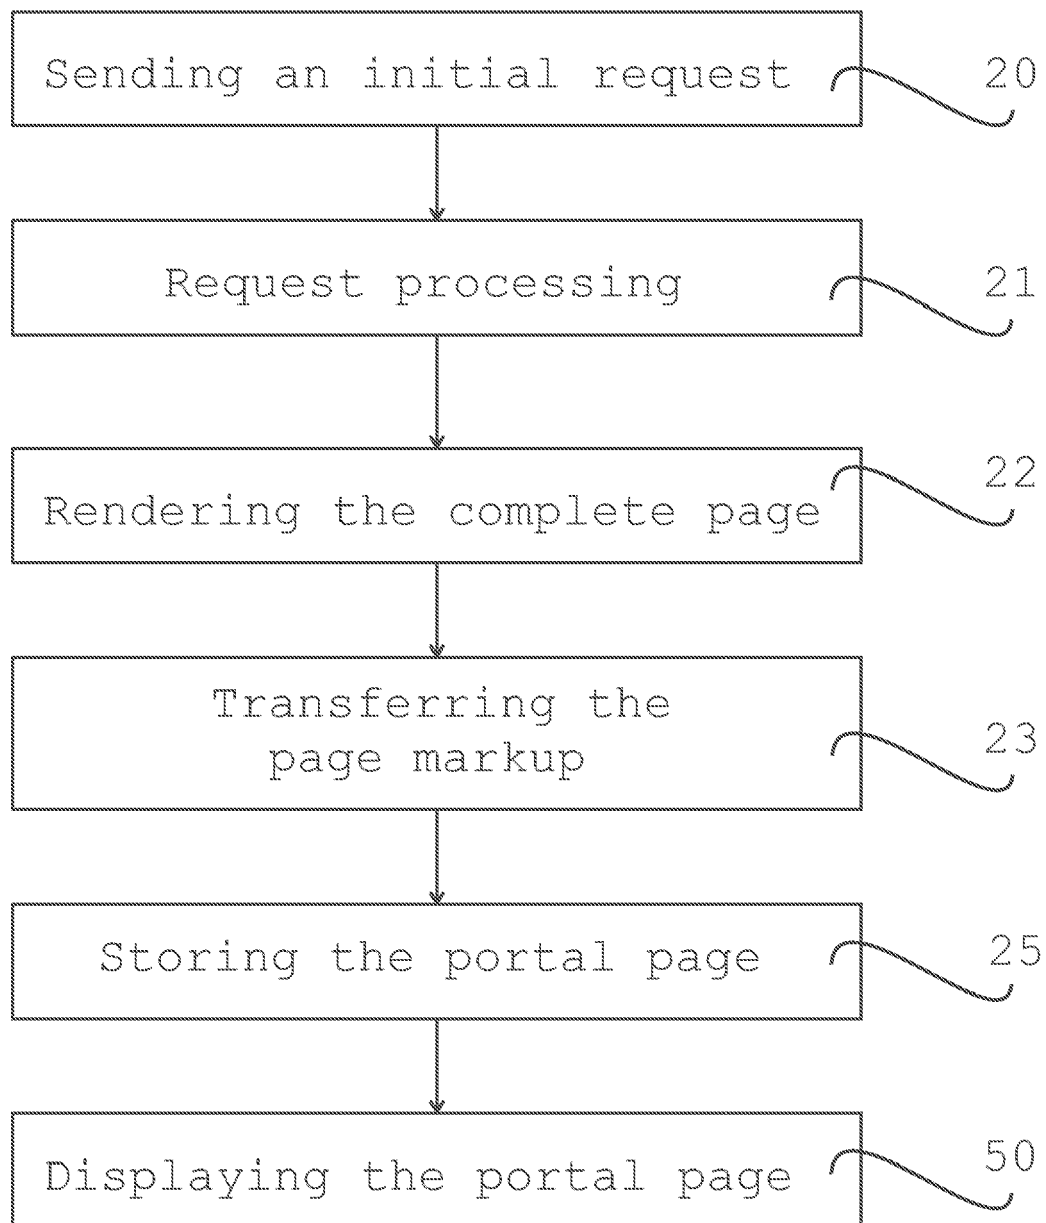 Sending an initial request 20
Request processing 21
Rendering the complete page 22
Transferring the
page markup 23
Storing the portal page 25
Displaying the portal page 50